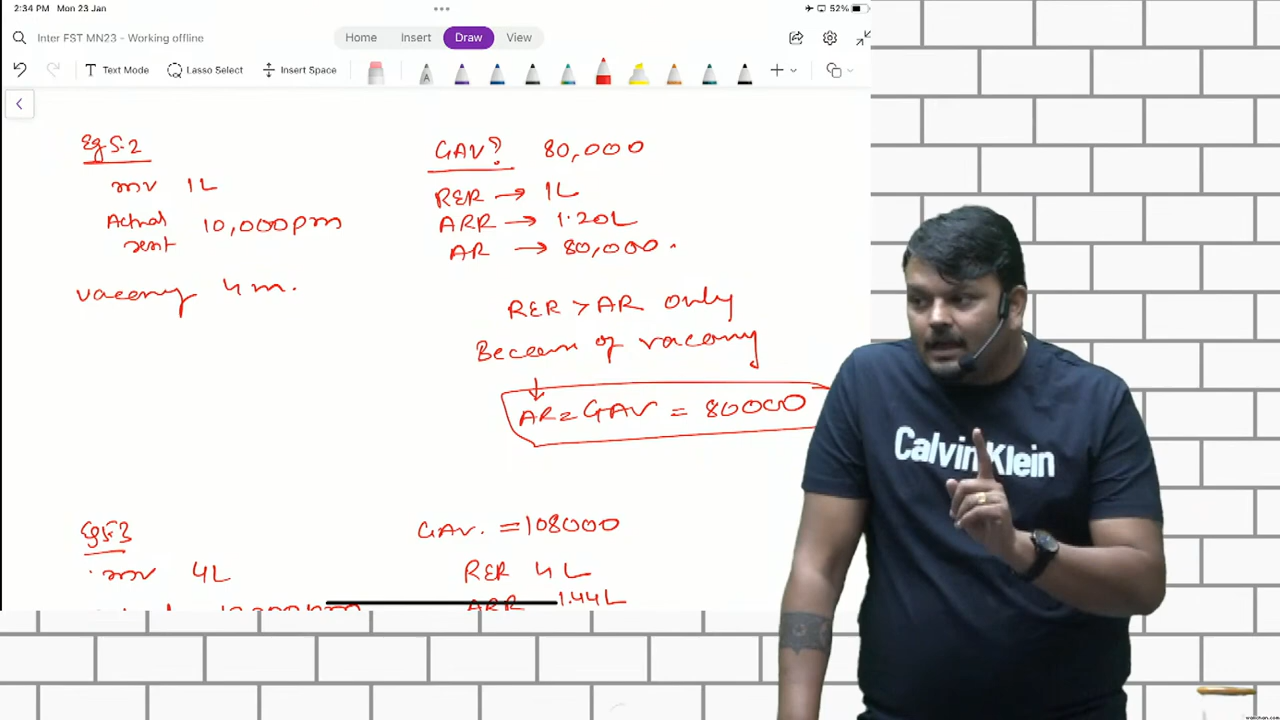 2:34 PM Mon 23 Jan
52%
Inter FST MN23 - Working offline
Home Insert Draw View
Text Mode Lasso Select Insert Space
Eg 5.2
mv 1L
Actual rent 10,000pm
vacancy 4m.
GAV? 80,000
RER → 1L
ARR → 1.20L
AR → 80,000.
RER > AR only
Because of vacancy
AR = GAV = 80000
Eg 5.3
mv 4L
GAV. = 108000
RER 4L
ARR 1.44L
Calvin Klein